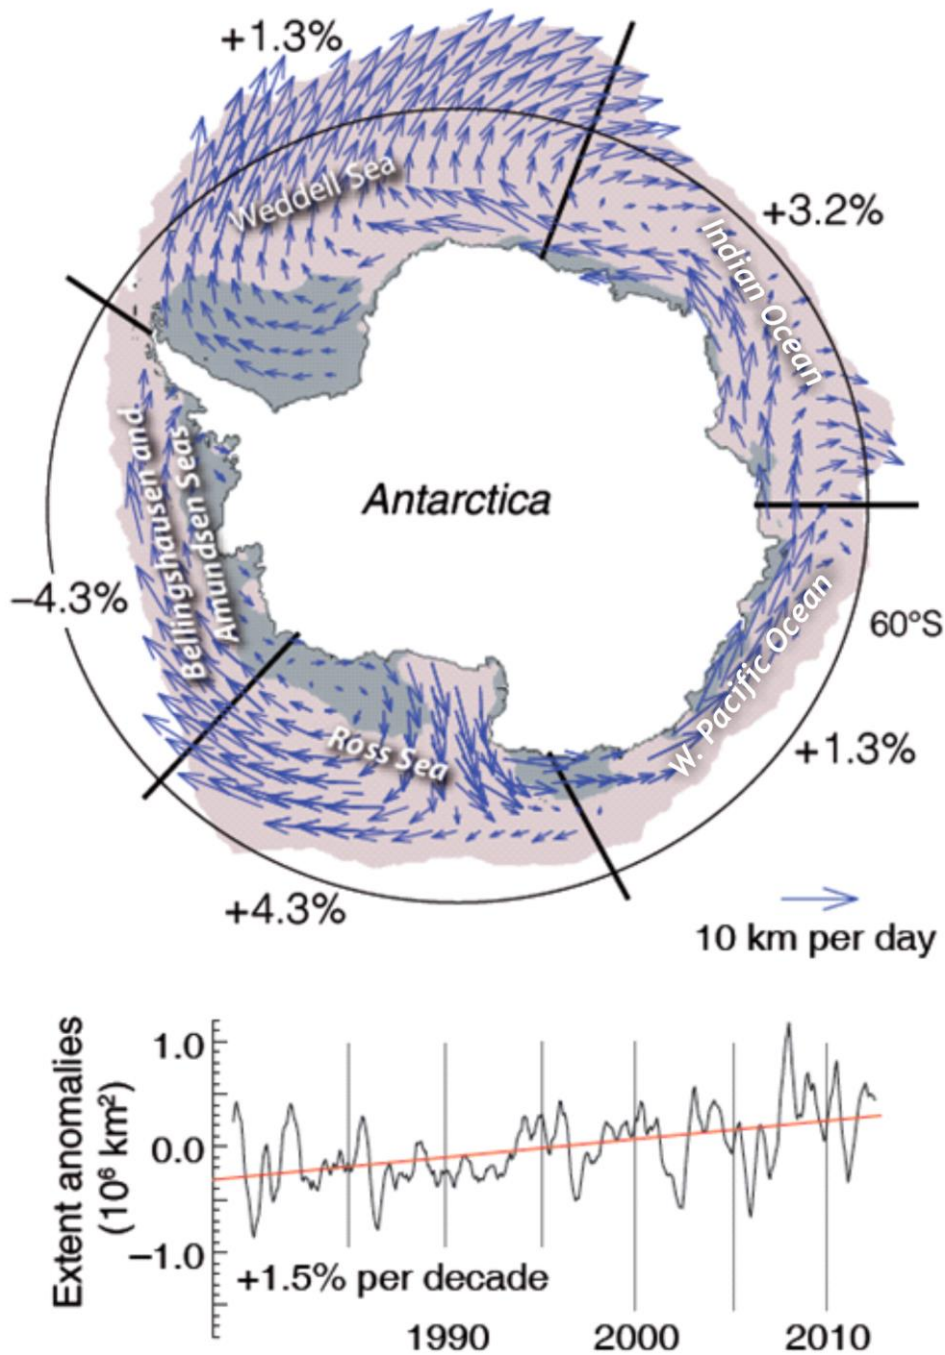 +1.3%
Weddell Sea
+3.2%
Indian Ocean
Bellingshausen and
Amundsen Seas
Antarctica
−4.3%
60°S
W. Pacific Ocean
Ross Sea
+1.3%
+4.3%
10 km per day
Extent anomalies
(10⁶ km²)
1.0
0.0
−1.0
+1.5% per decade
1990
2000
2010